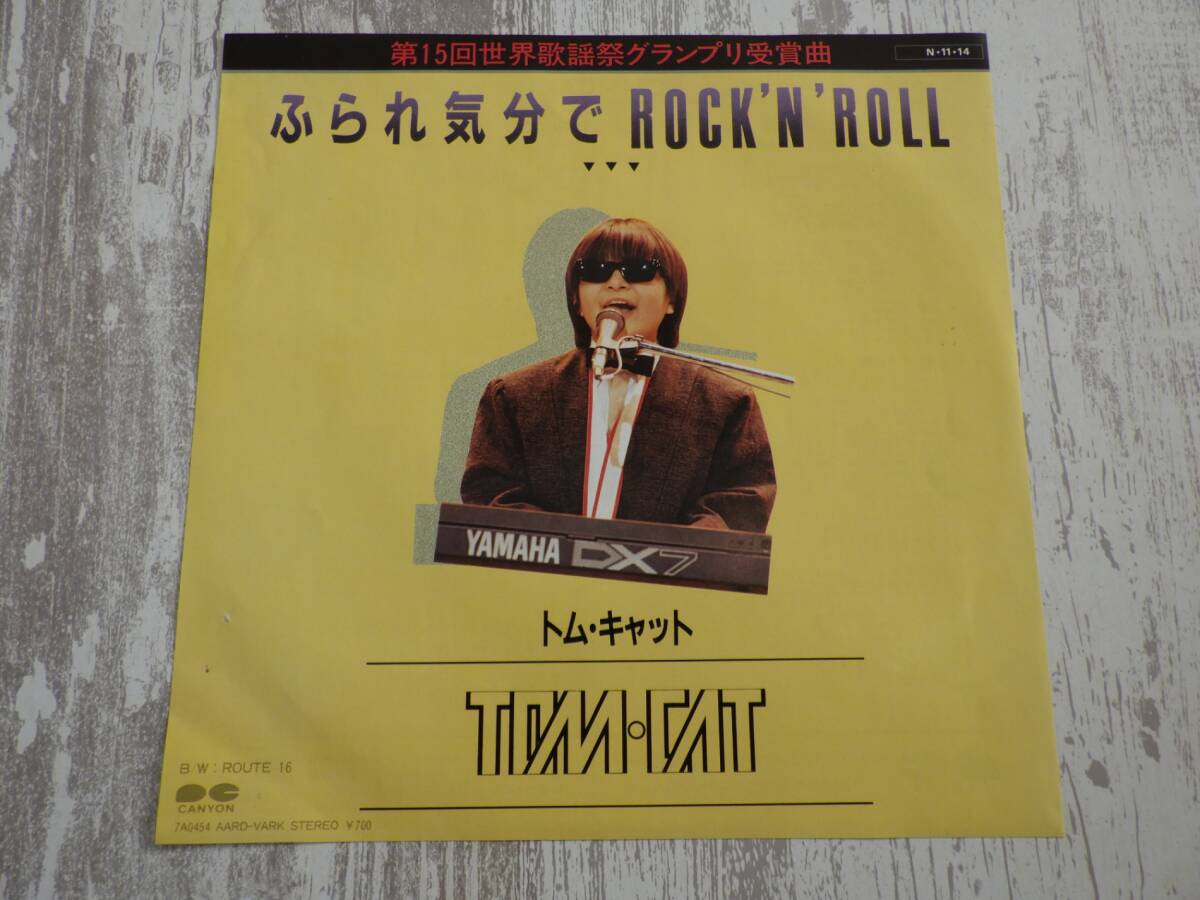 第15回世界歌謡祭グランプリ受賞曲
N・11・14
ふられ気分で ROCK'N'ROLL
YAMAHA DX7
トム・キャット
TOM・CAT
B/W : ROUTE 16
CANYON
7A0454 AARD-VARK STEREO ¥700